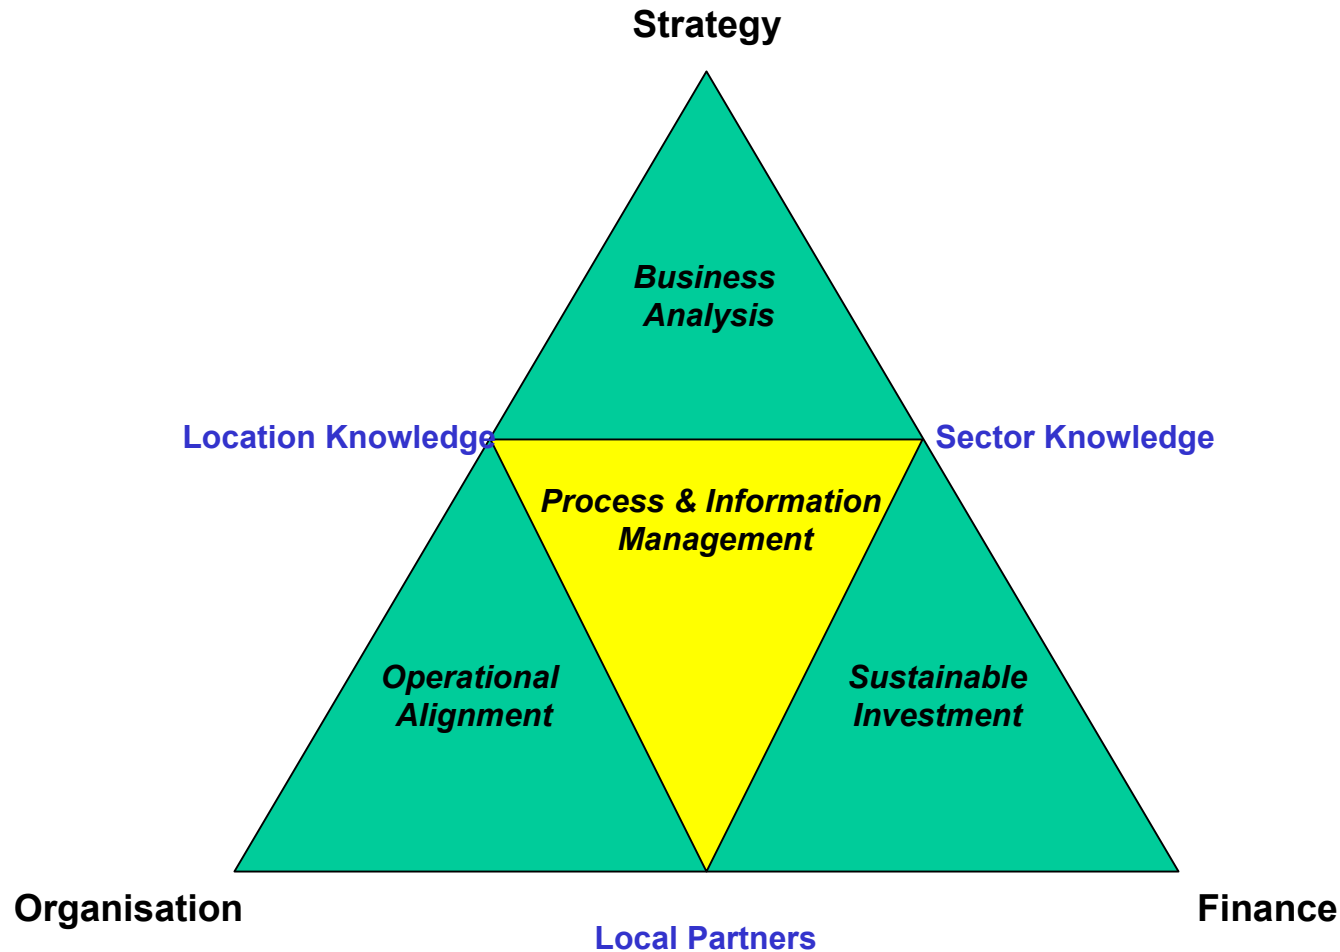 Strategy
Business
Analysis
Location Knowledge
Sector Knowledge
Process & Information
Management
Operational
Alignment
Sustainable
Investment
Organisation
Finance
Local Partners